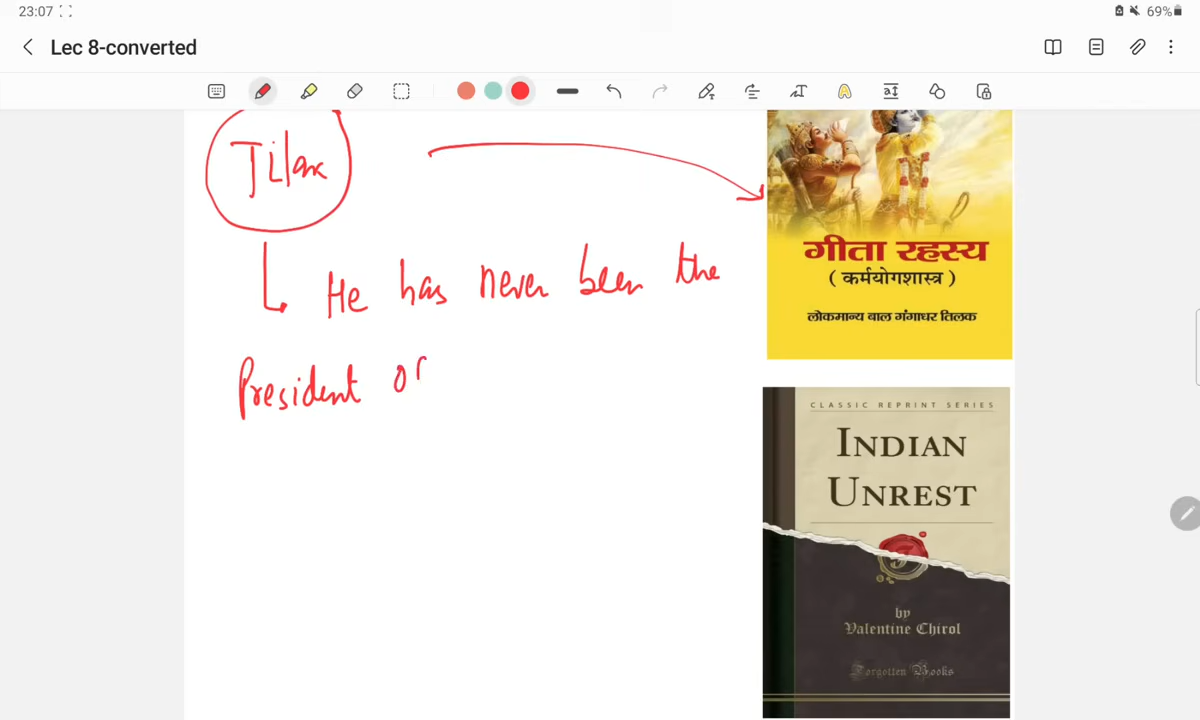 23:07
69%
Lec 8-converted
Tilak
He has never been the
President of
गीता रहस्य
( कर्मयोगशास्त्र )
लोकमान्य बाल गंगाधर तिलक
CLASSIC REPRINT SERIES
INDIAN
UNREST
by
Valentine Chirol
Forgotten Books